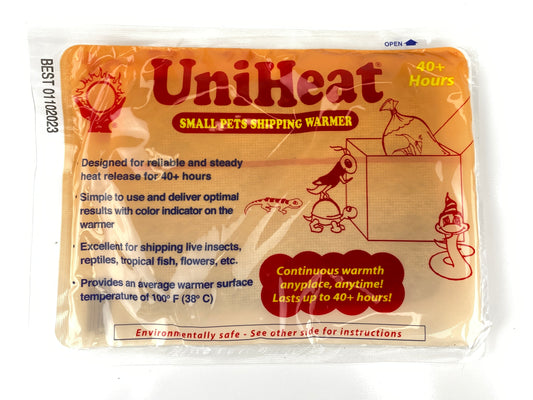 OPEN
BEST 01102023
UniHeat®
40+
Hours
SMALL PETS SHIPPING WARMER
Designed for reliable and steady
heat release for 40+ hours
• Simple to use and deliver optimal
results with color indicator on the
warmer
• Excellent for shipping live insects,
reptiles, tropical fish, flowers, etc.
• Provides an average warmer surface
temperature of 100° F (38° C)
Continuous warmth
anyplace, anytime!
Lasts up to 40+ hours!
Environmentally safe - See other side for instructions